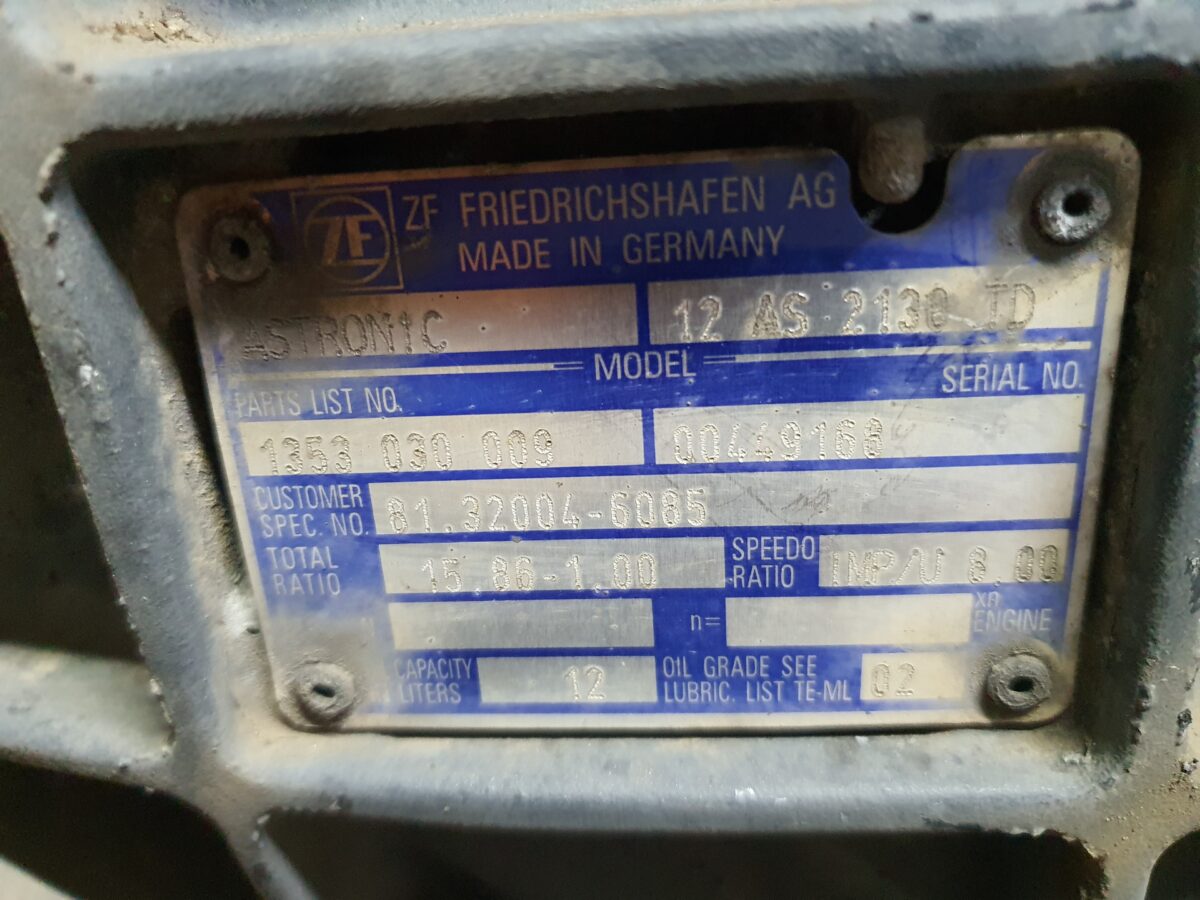 ZF FRIEDRICHSHAFEN AG
MADE IN GERMANY
ASTRONIC 12 AS 2130 TD
MODEL
PARTS LIST NO. SERIAL NO.
1353 030 009 00449168
CUSTOMER
SPEC. NO. 81.32004-6085
TOTAL
RATIO 15.86-1.00
SPEEDO
RATIO IMP/U 8.00
n=
Xn
ENGINE
CAPACITY
LITERS 12
OIL GRADE SEE
LUBRIC. LIST TE-ML 02